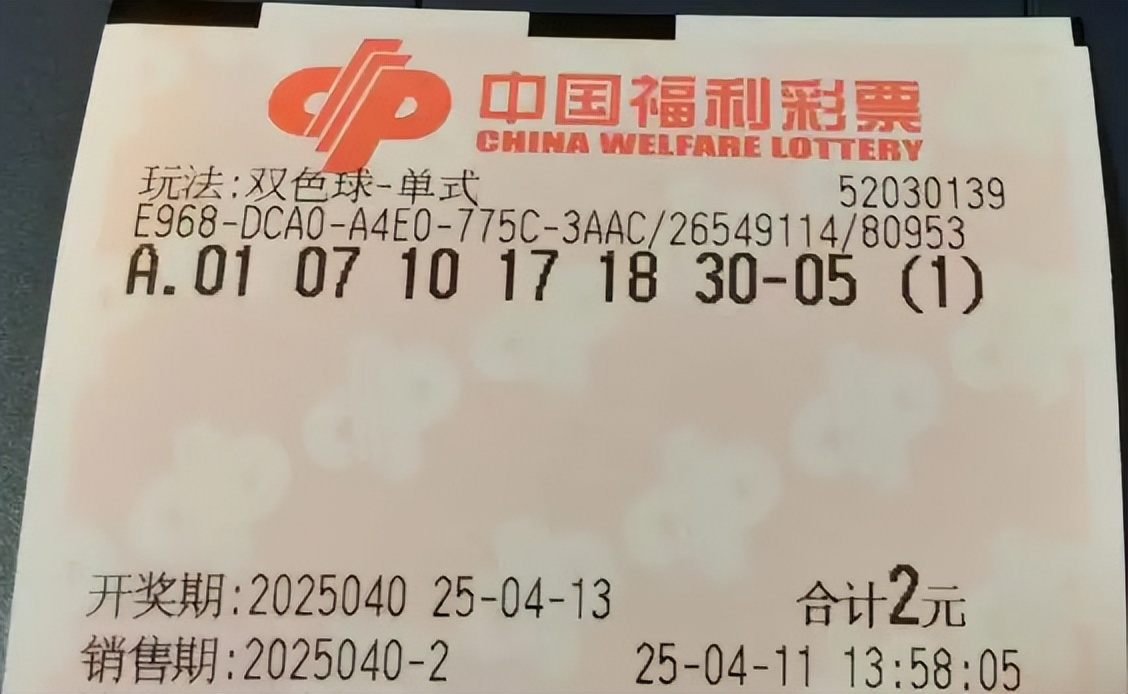 中国福利彩票
CHINA WELFARE LOTTERY
玩法:双色球-单式 52030139
E968-DCA0-A4E0-775C-3AAC/26549114/80953
A.01 07 10 17 18 30-05 (1)
开奖期:2025040 25-04-13 合计2元
销售期:2025040-2 25-04-11 13:58:05